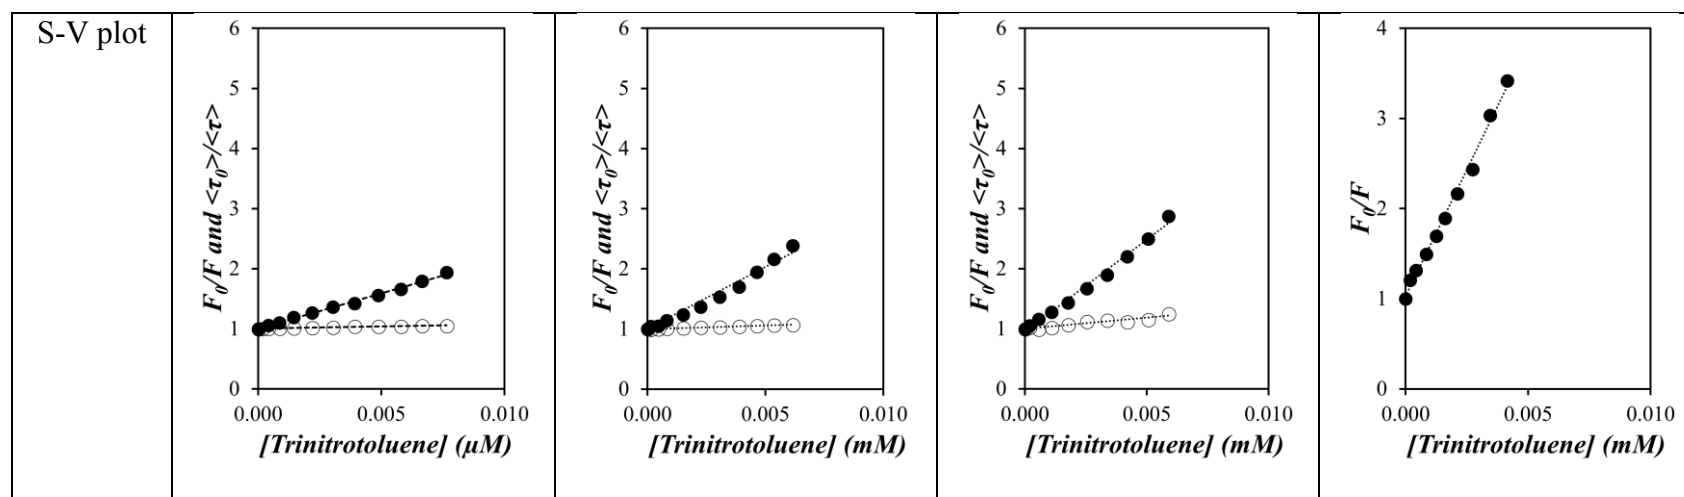 S-V plot
F0/F and <τ0>/<τ>
6
5
4
3
2
1
0
0.000 0.005 0.010
[Trinitrotoluene] (μM)
F0/F and <τ0>/<τ>
6
5
4
3
2
1
0
0.000 0.005 0.010
[Trinitrotoluene] (mM)
F0/F and <τ0>/<τ>
6
5
4
3
2
1
0
0.000 0.005 0.010
[Trinitrotoluene] (mM)
F0/F
4
3
2
1
0
0.000 0.005 0.010
[Trinitrotoluene] (mM)